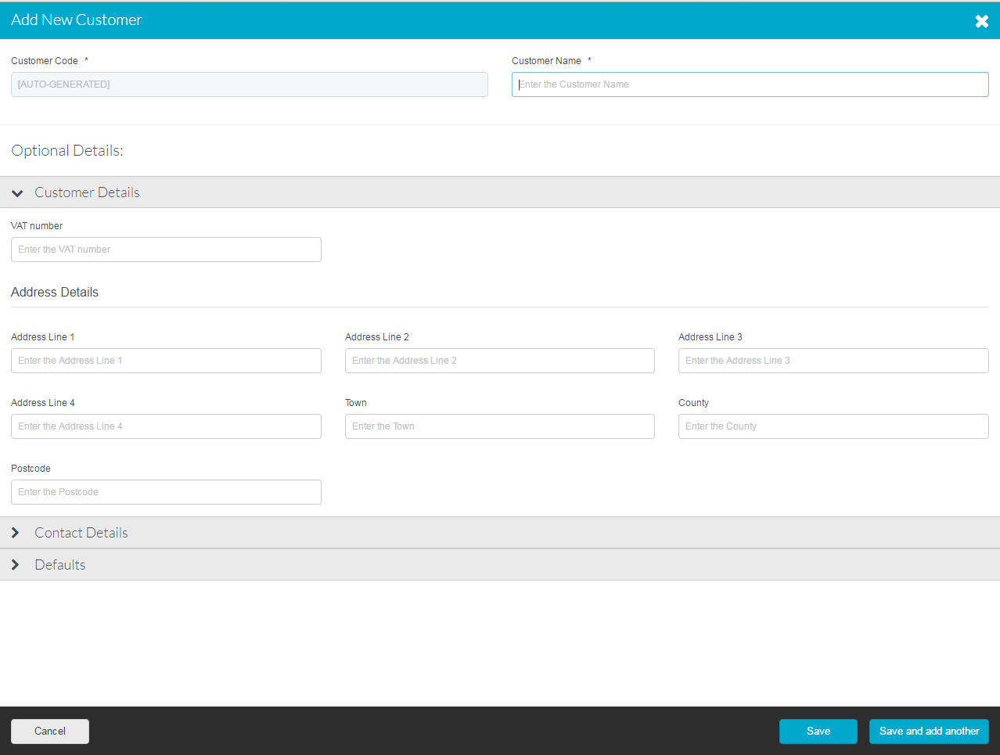 Add New Customer
Customer Code *
Customer Name *
[AUTO-GENERATED]
Enter the Customer Name
Optional Details:
Customer Details
VAT number
Enter the VAT number
Address Details
Address Line 1
Address Line 2
Address Line 3
Enter the Address Line 1
Enter the Address Line 2
Enter the Address Line 3
Address Line 4
Town
County
Enter the Address Line 4
Enter the Town
Enter the County
Postcode
Enter the Postcode
Contact Details
Defaults
Cancel
Save
Save and add another